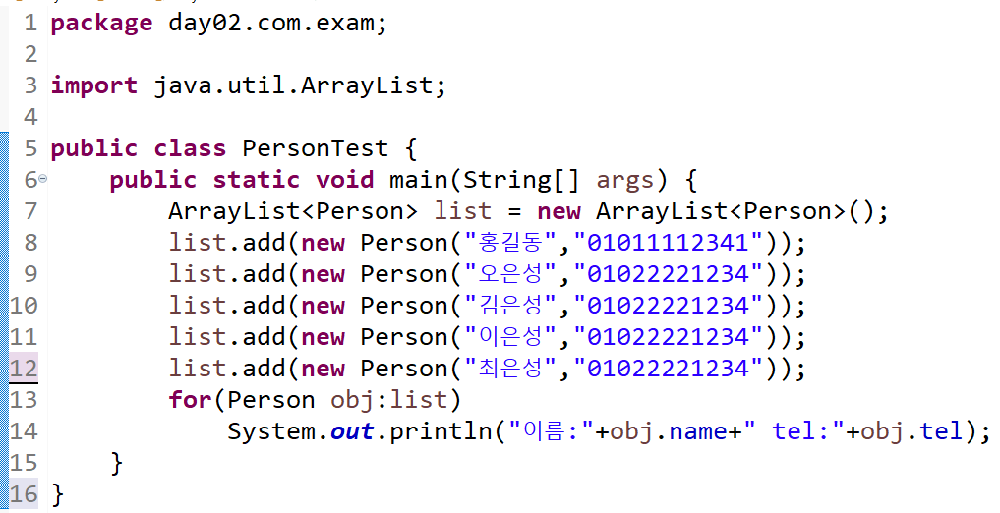 1 package day02.com.exam;
2
3 import java.util.ArrayList;
4
5 public class PersonTest {
6     public static void main(String[] args) {
7         ArrayList<Person> list = new ArrayList<Person>();
8         list.add(new Person("홍길동","01011112341"));
9         list.add(new Person("오은성","01022221234"));
10         list.add(new Person("김은성","01022221234"));
11         list.add(new Person("이은성","01022221234"));
12         list.add(new Person("최은성","01022221234"));
13         for(Person obj:list)
14             System.out.println("이름:"+obj.name+" tel:"+obj.tel);
15     }
16 }